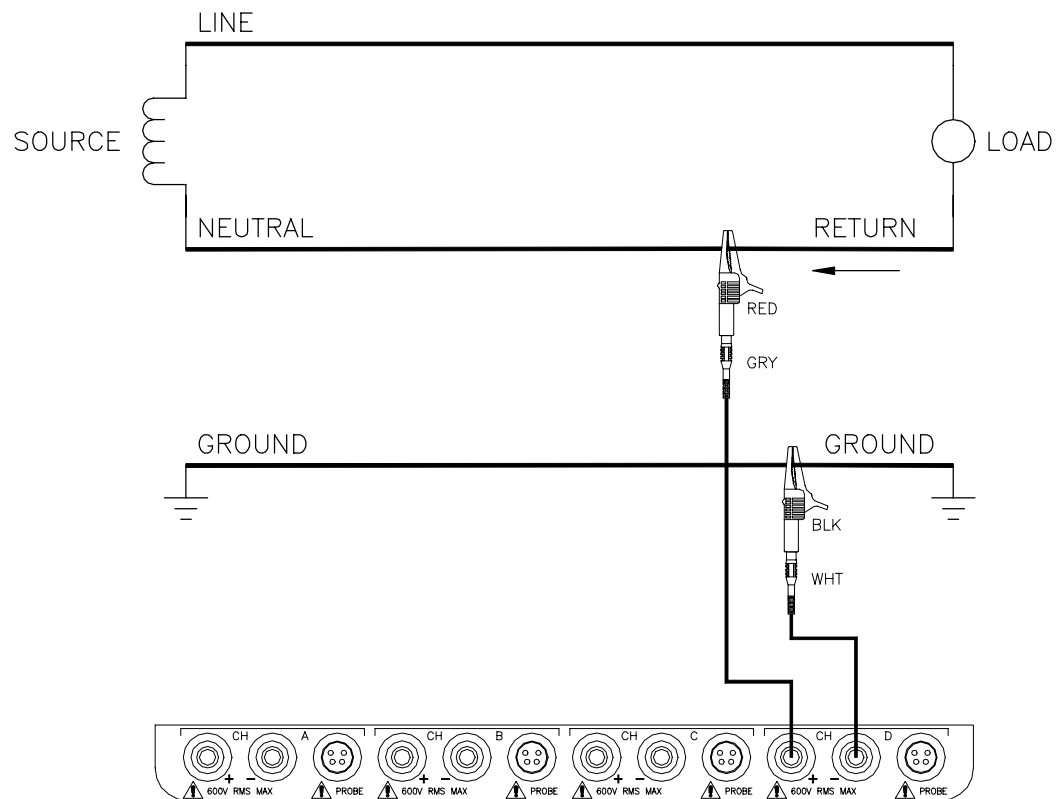 LINE
SOURCE
LOAD
NEUTRAL
RETURN
RED
GRY
GROUND
GROUND
BLK
WHT
CH A
CH B
CH C
CH D
+ -
+ -
+ -
+ -
600V RMS MAX
PROBE
600V RMS MAX
PROBE
600V RMS MAX
PROBE
600V RMS MAX
PROBE